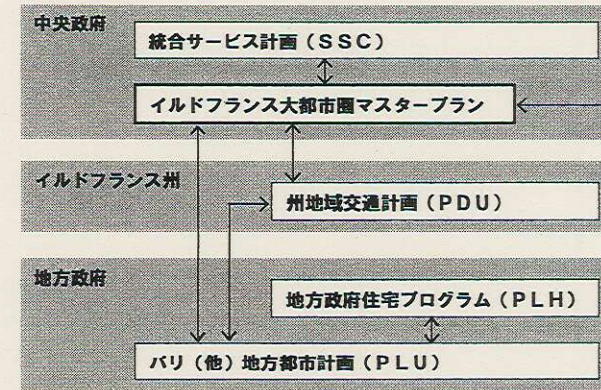 中央政府
統合サービス計画（ＳＳＣ）
イルドフランス大都市圏マスタープラン
イルドフランス州
州地域交通計画（ＰＤＵ）
地方政府
地方政府住宅プログラム（ＰＬＨ）
パリ（他）地方都市計画（ＰＬＵ）